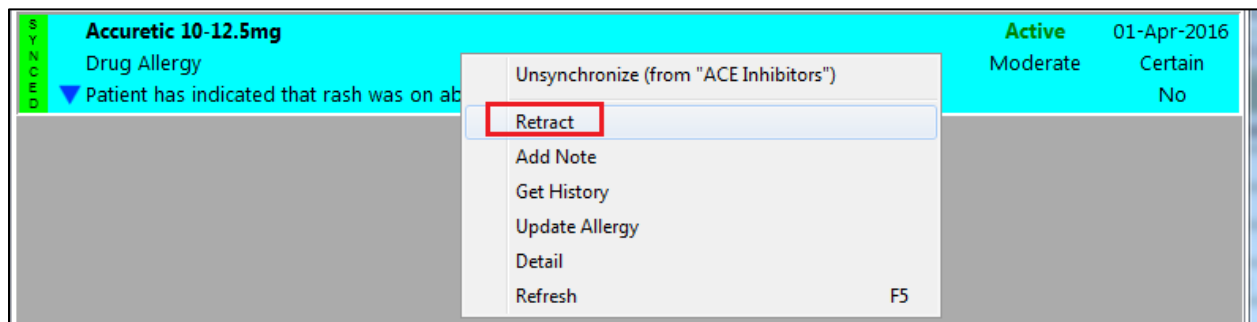 SYNCED
Accuretic 10-12.5mg Active 01-Apr-2016
Drug Allergy Moderate Certain
Patient has indicated that rash was on ab No
Unsynchronize (from "ACE Inhibitors")
Retract
Add Note
Get History
Update Allergy
Detail
Refresh F5